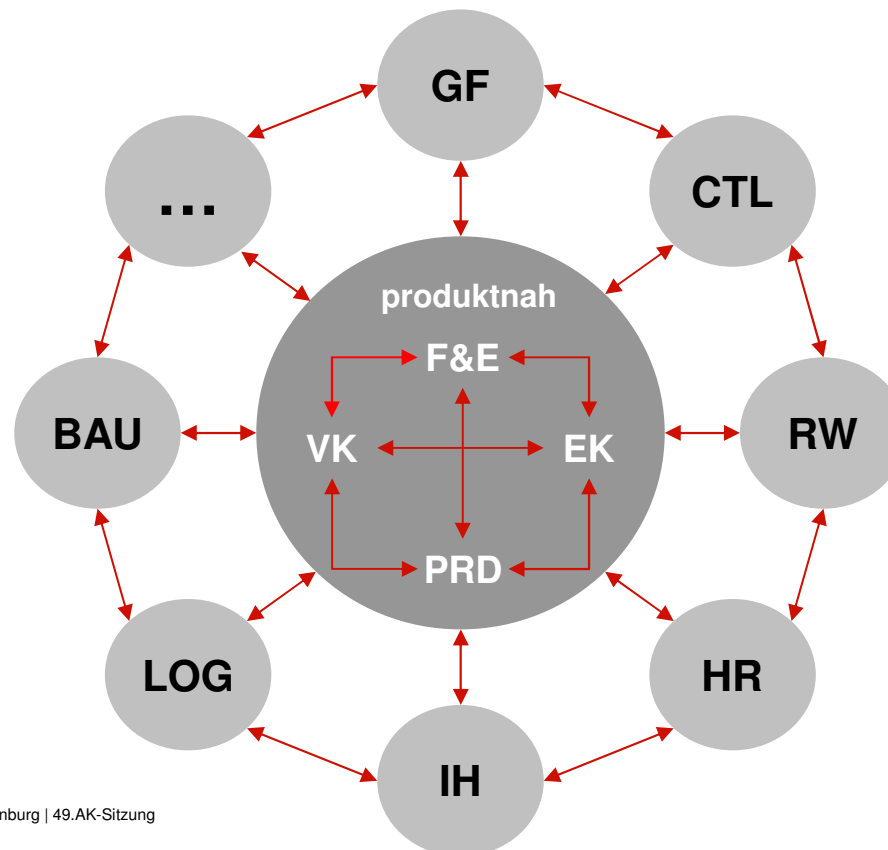 GF
...
CTL
produktnah
F&E
BAU
VK
EK
RW
PRD
LOG
HR
IH
nburg | 49.AK-Sitzung